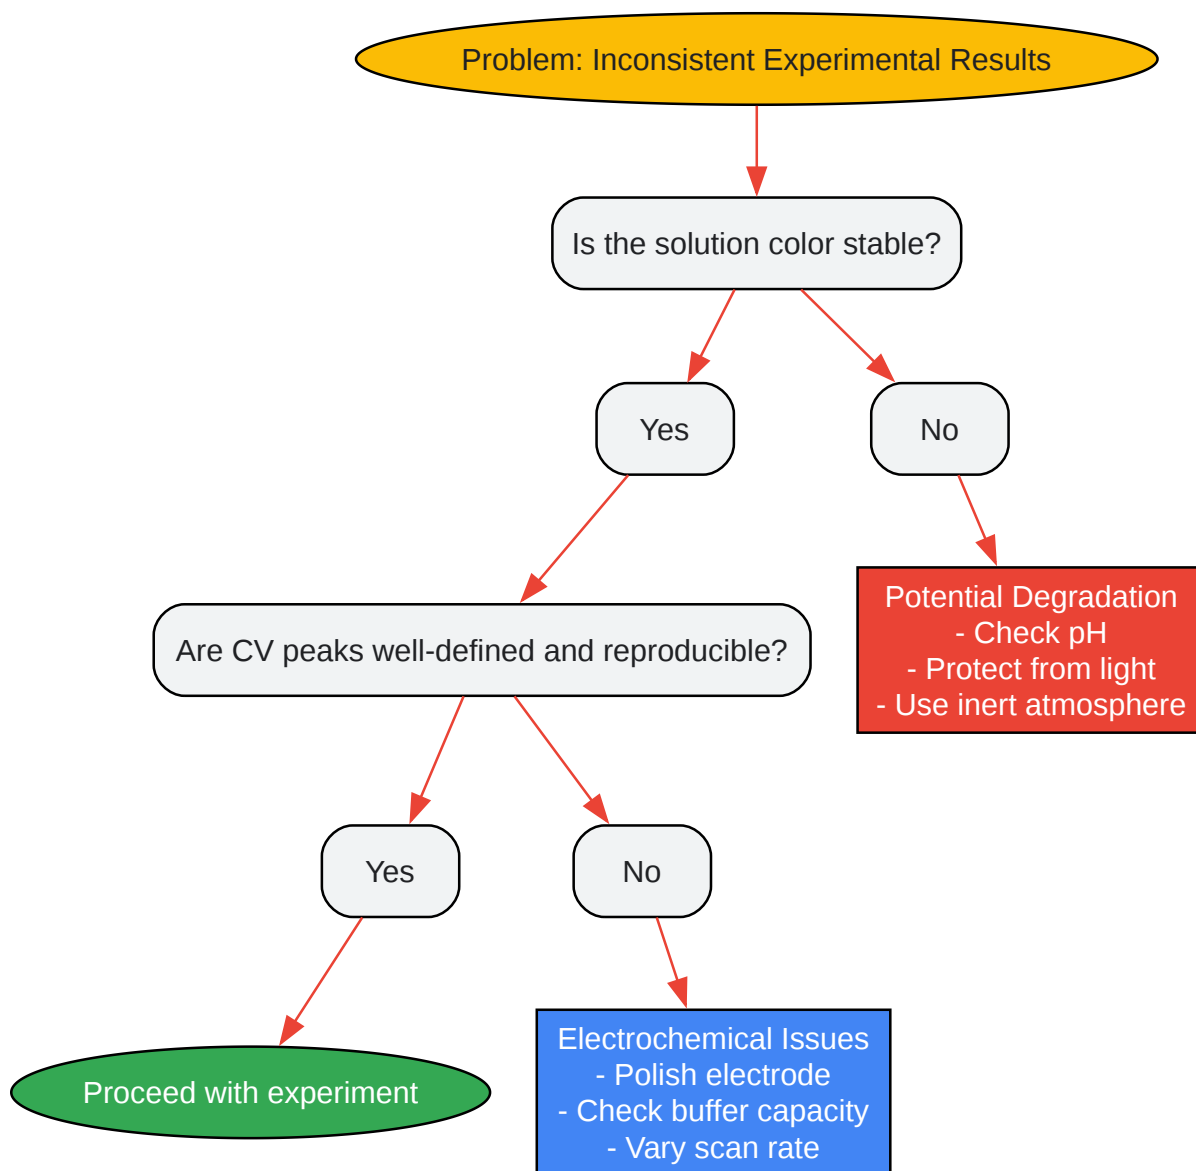 Problem: Inconsistent Experimental Results
Is the solution color stable?
Yes
No
Potential Degradation
- Check pH
- Protect from light
- Use inert atmosphere
Are CV peaks well-defined and reproducible?
Yes
No
Proceed with experiment
Electrochemical Issues
- Polish electrode
- Check buffer capacity
- Vary scan rate